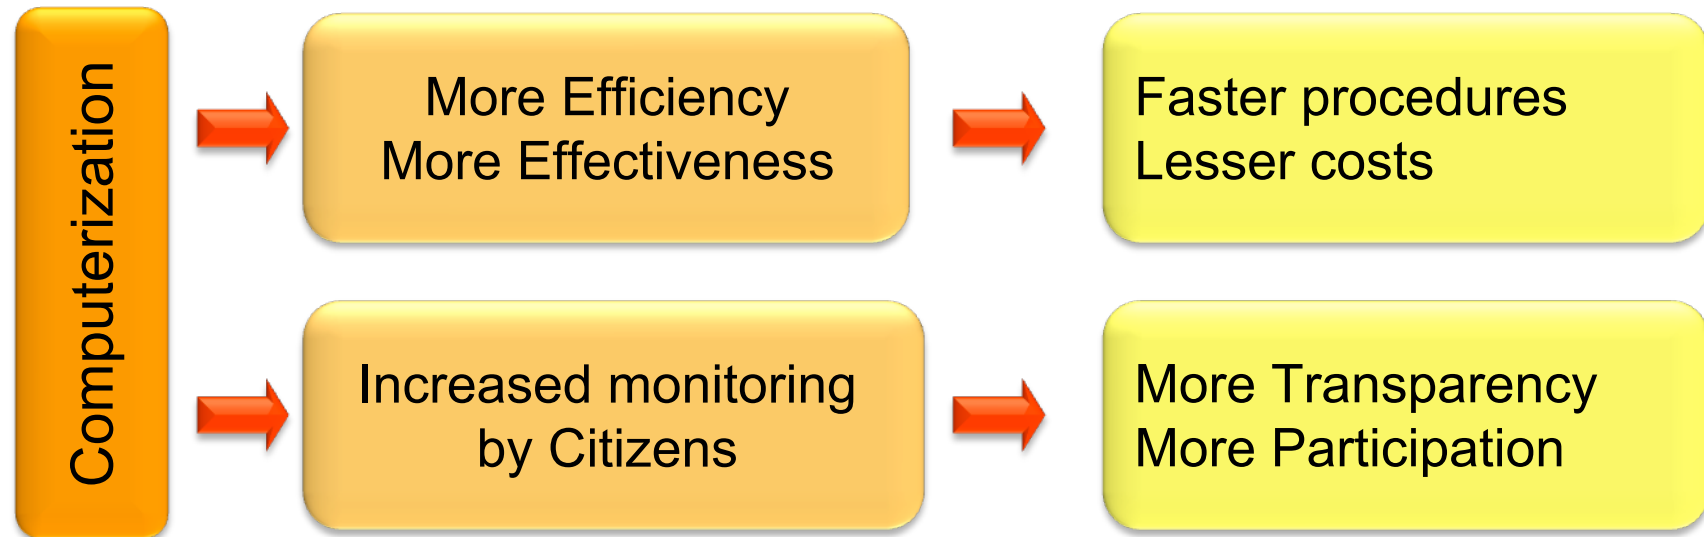 Computerization
More Efficiency
More Effectiveness
Faster procedures
Lesser costs
Increased monitoring
by Citizens
More Transparency
More Participation